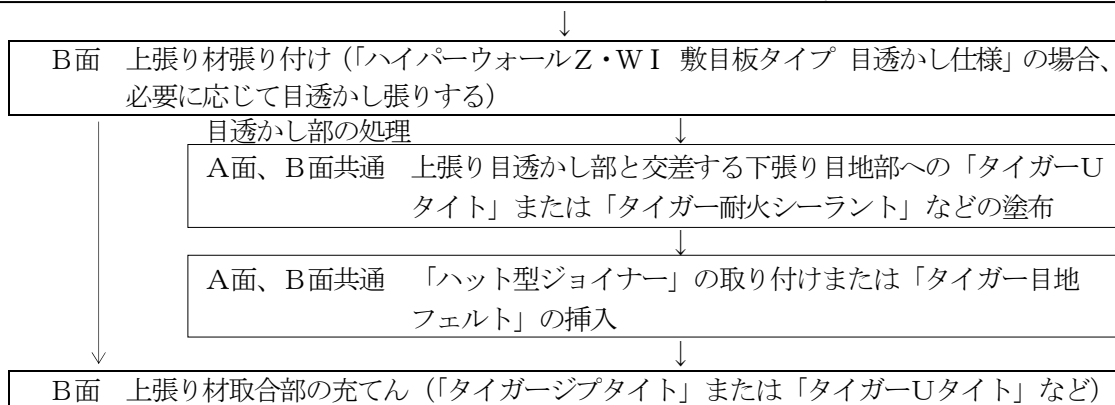 ↓
B面 上張り材張り付け（「ハイパーウォールZ・WI 敷目板タイプ 目透かし仕様」の場合、
必要に応じて目透かし張りする）
目透かし部の処理 ↓
A面、B面共通 上張り目透かし部と交差する下張り目地部への「タイガーU
タイト」または「タイガー耐火シーラント」などの塗布
↓
A面、B面共通 「ハット型ジョイナー」の取り付けまたは「タイガー目地
フェルト」の挿入
↓
B面 上張り材取合部の充てん（「タイガージプタイト」または「タイガーUタイト」など）